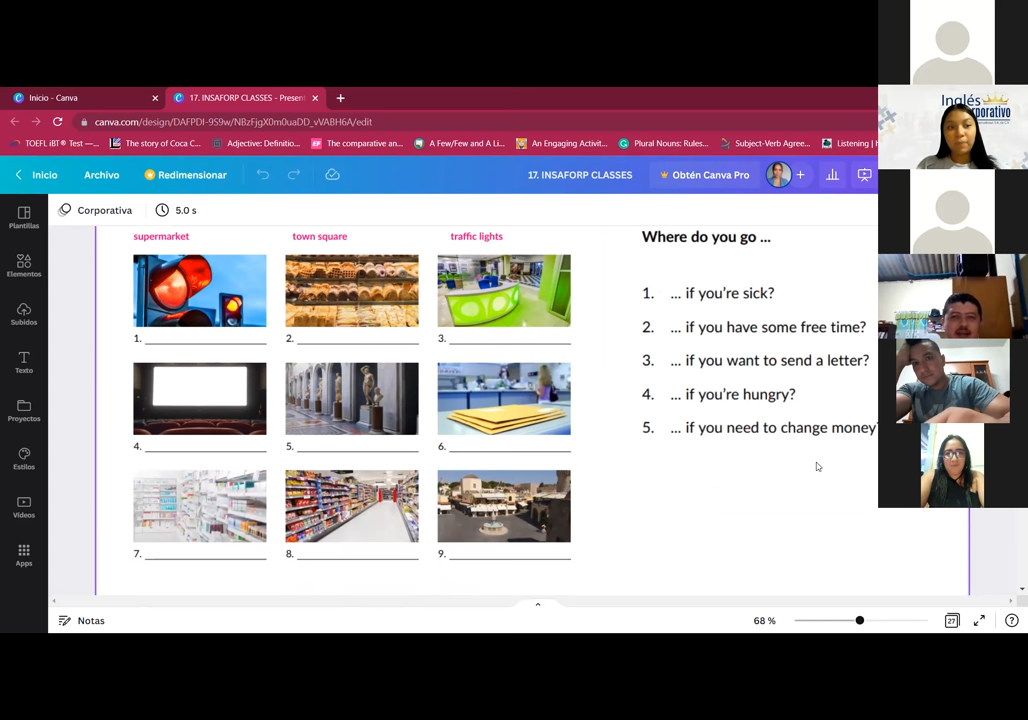 Inicio - Canva
17. INSAFORP CLASSES - Present
canva.com/design/DAFPDI-9S9w/NBzFjgX0m0uaDD_vVABH6A/edit
TOEFL iBT® Test —...
The story of Coca C...
Adjective: Definitio...
The comparative an...
A Few/Few and A Li...
An Engaging Activit...
Plural Nouns: Rules...
Subject-Verb Agree...
Listening |
Inicio
Archivo
Redimensionar
17. INSAFORP CLASSES
Obtén Canva Pro
Corporativa
5.0 s
Plantillas
Elementos
Subidos
Texto
Proyectos
Estilos
Videos
Apps
supermarket
town square
traffic lights
1.
2.
3.
4.
5.
6.
7.
8.
9.
Where do you go ...
1. ... if you're sick?
2. ... if you have some free time?
3. ... if you want to send a letter?
4. ... if you're hungry?
5. ... if you need to change money?
Inglés
Notas
68 %
27